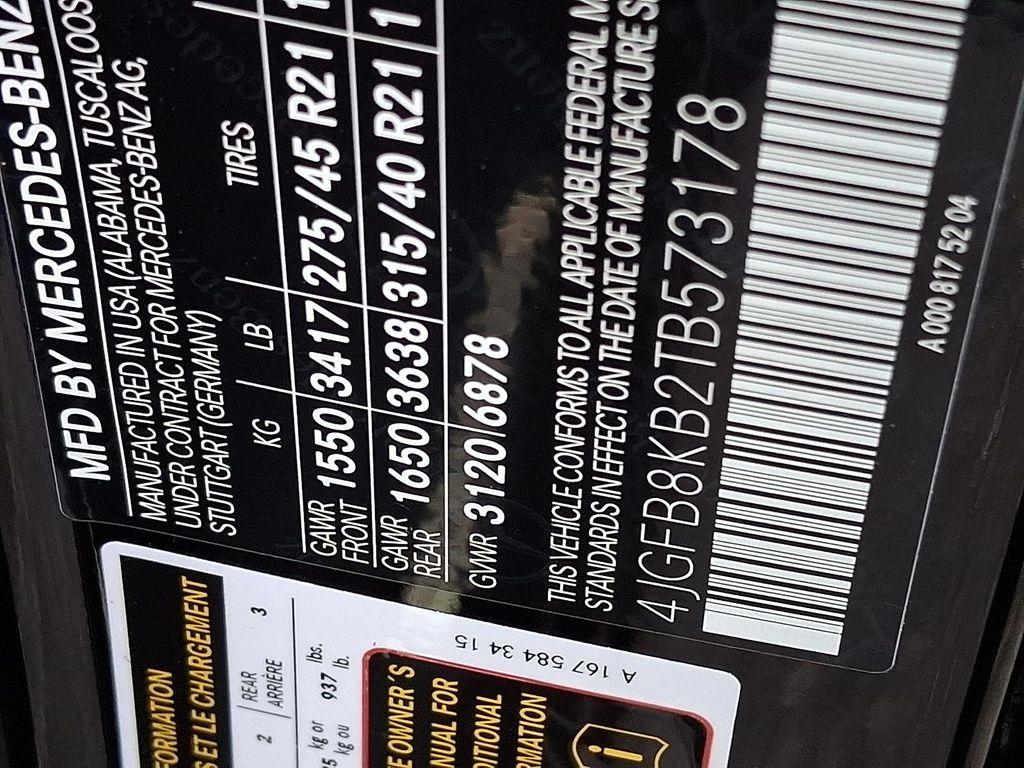 MFD BY MERCEDES-BENZ
MANUFACTURED IN USA (ALABAMA, TUSCALOOS
UNDER CONTRACT FOR MERCEDES-BENZ AG,
STUTTGART (GERMANY)
KG LB TIRES
GAWR FRONT 1550 3417 275/45 R21 1
GAWR REAR 1650 3638 315/40 R21 1
GVWR 3120 6878
THIS VEHICLE CONFORMS TO ALL APPLICABLE FEDERAL M
STANDARDS IN EFFECT ON THE DATE OF MANUFACTURE S
4JGFB8KB2TB573178
A 000 817 52 04
FORMATION
S ET LE CHARGEMENT
2 REAR ARRIÈRE 3
kg or 937 lbs.
kg ou lb.
E OWNER'S
NUAL FOR
DITIONAL
RMATION
i
A 167 584 34 15